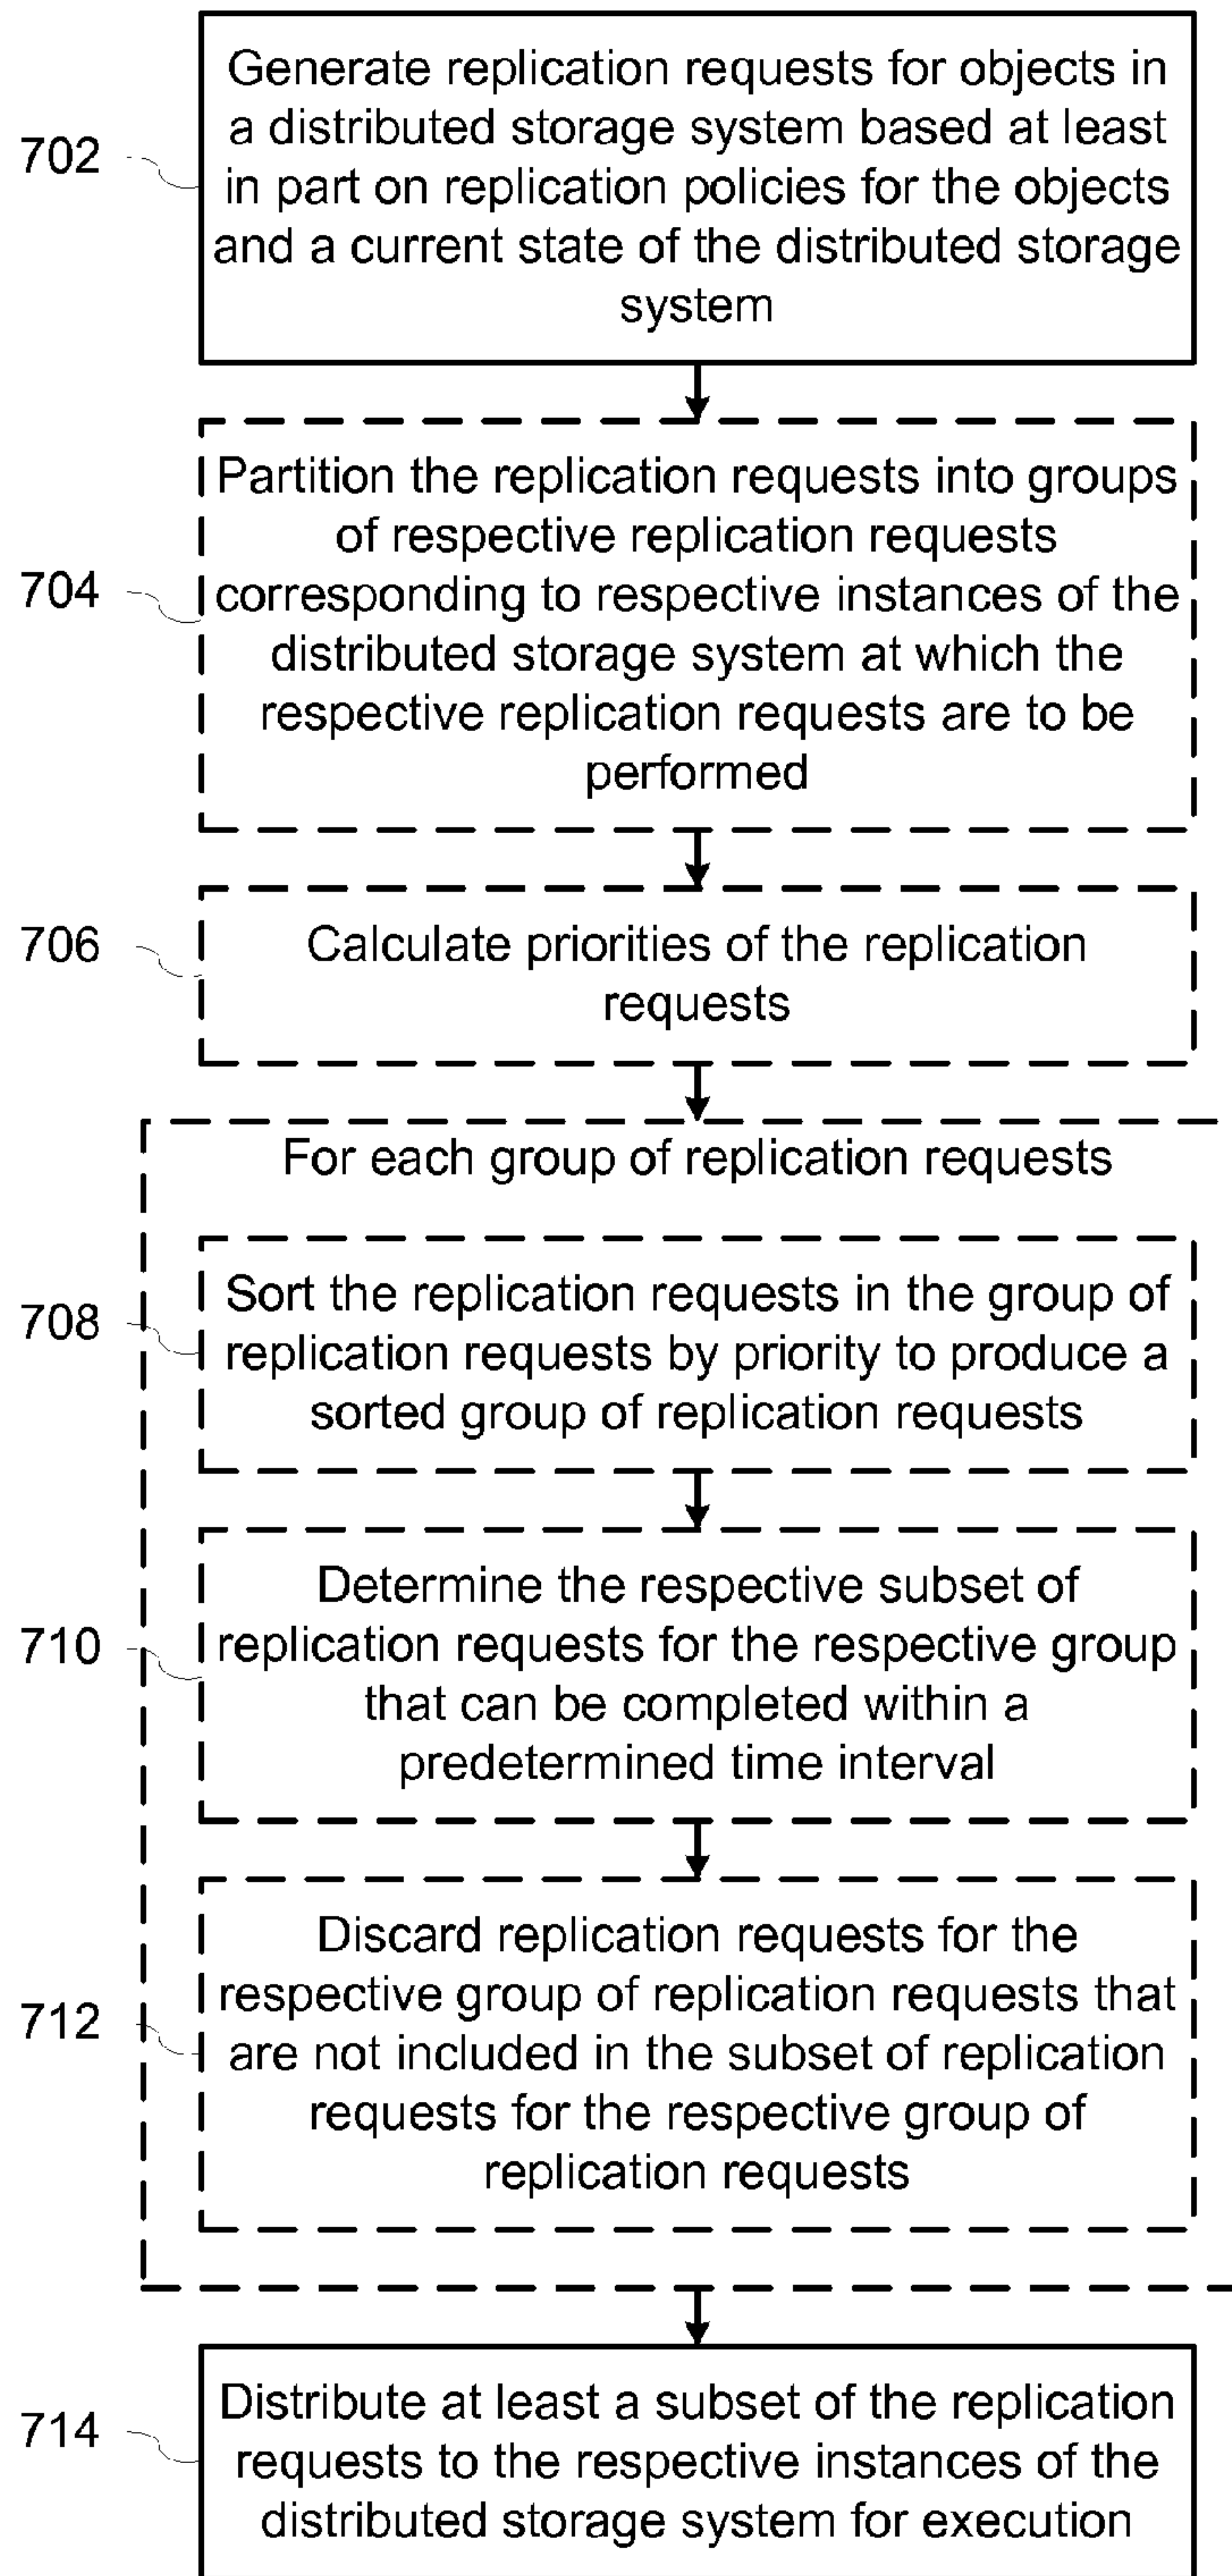 Generate replication requests for objects in
a distributed storage system based at least
702
in part on replication policies for the objects
and a current state of the distributed storage
system
Partition the replication requests into groups
of respective replication requests
704
corresponding to respective instances of the
distributed storage system at which the
respective replication requests are to be
performed
706
Calculate priorities of the replication
requests
For each group of replication requests
708
Sort the replication requests in the group of
replication requests by priority to produce a
sorted group of replication requests
Determine the respective subset of
710
replication requests for the respective group
that can be completed within a
predetermined time interval
Discard replication requests for the
respective group of replication requests that
712
are not included in the subset of replication
requests for the respective group of
replication requests
714
Distribute at least a subset of the replication
requests to the respective instances of the
distributed storage system for execution